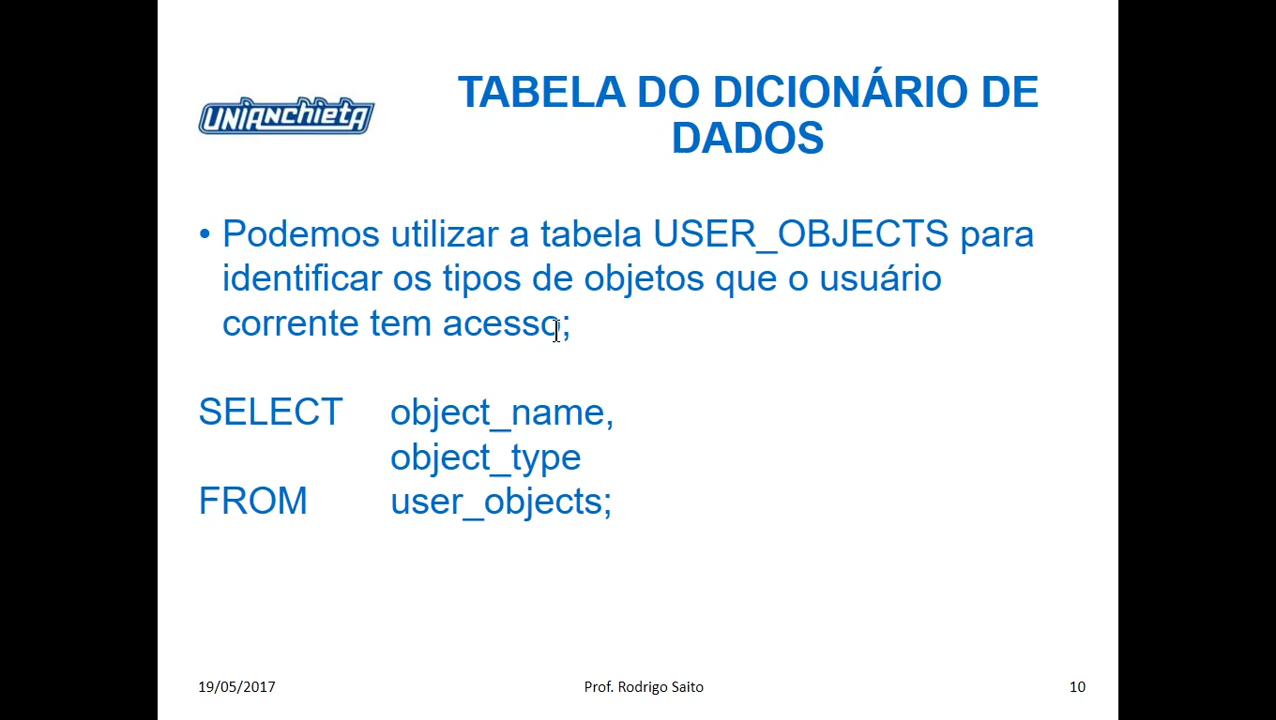 UNIANCHIETA
TABELA DO DICIONÁRIO DE
DADOS
• Podemos utilizar a tabela USER_OBJECTS para
identificar os tipos de objetos que o usuário
corrente tem acesso;
SELECT object_name,
object_type
FROM user_objects;
19/05/2017 Prof. Rodrigo Saito 10